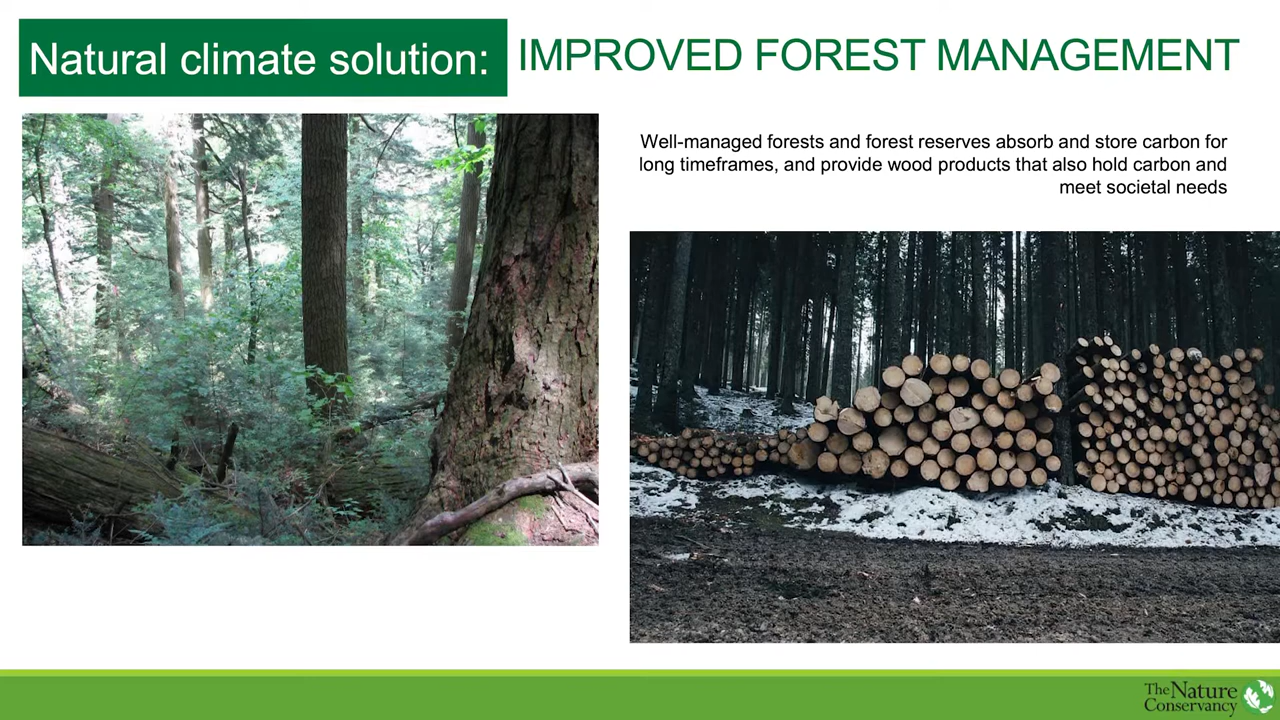 Natural climate solution: IMPROVED FOREST MANAGEMENT
Well-managed forests and forest reserves absorb and store carbon for
long timeframes, and provide wood products that also hold carbon and
meet societal needs
The Nature
Conservancy